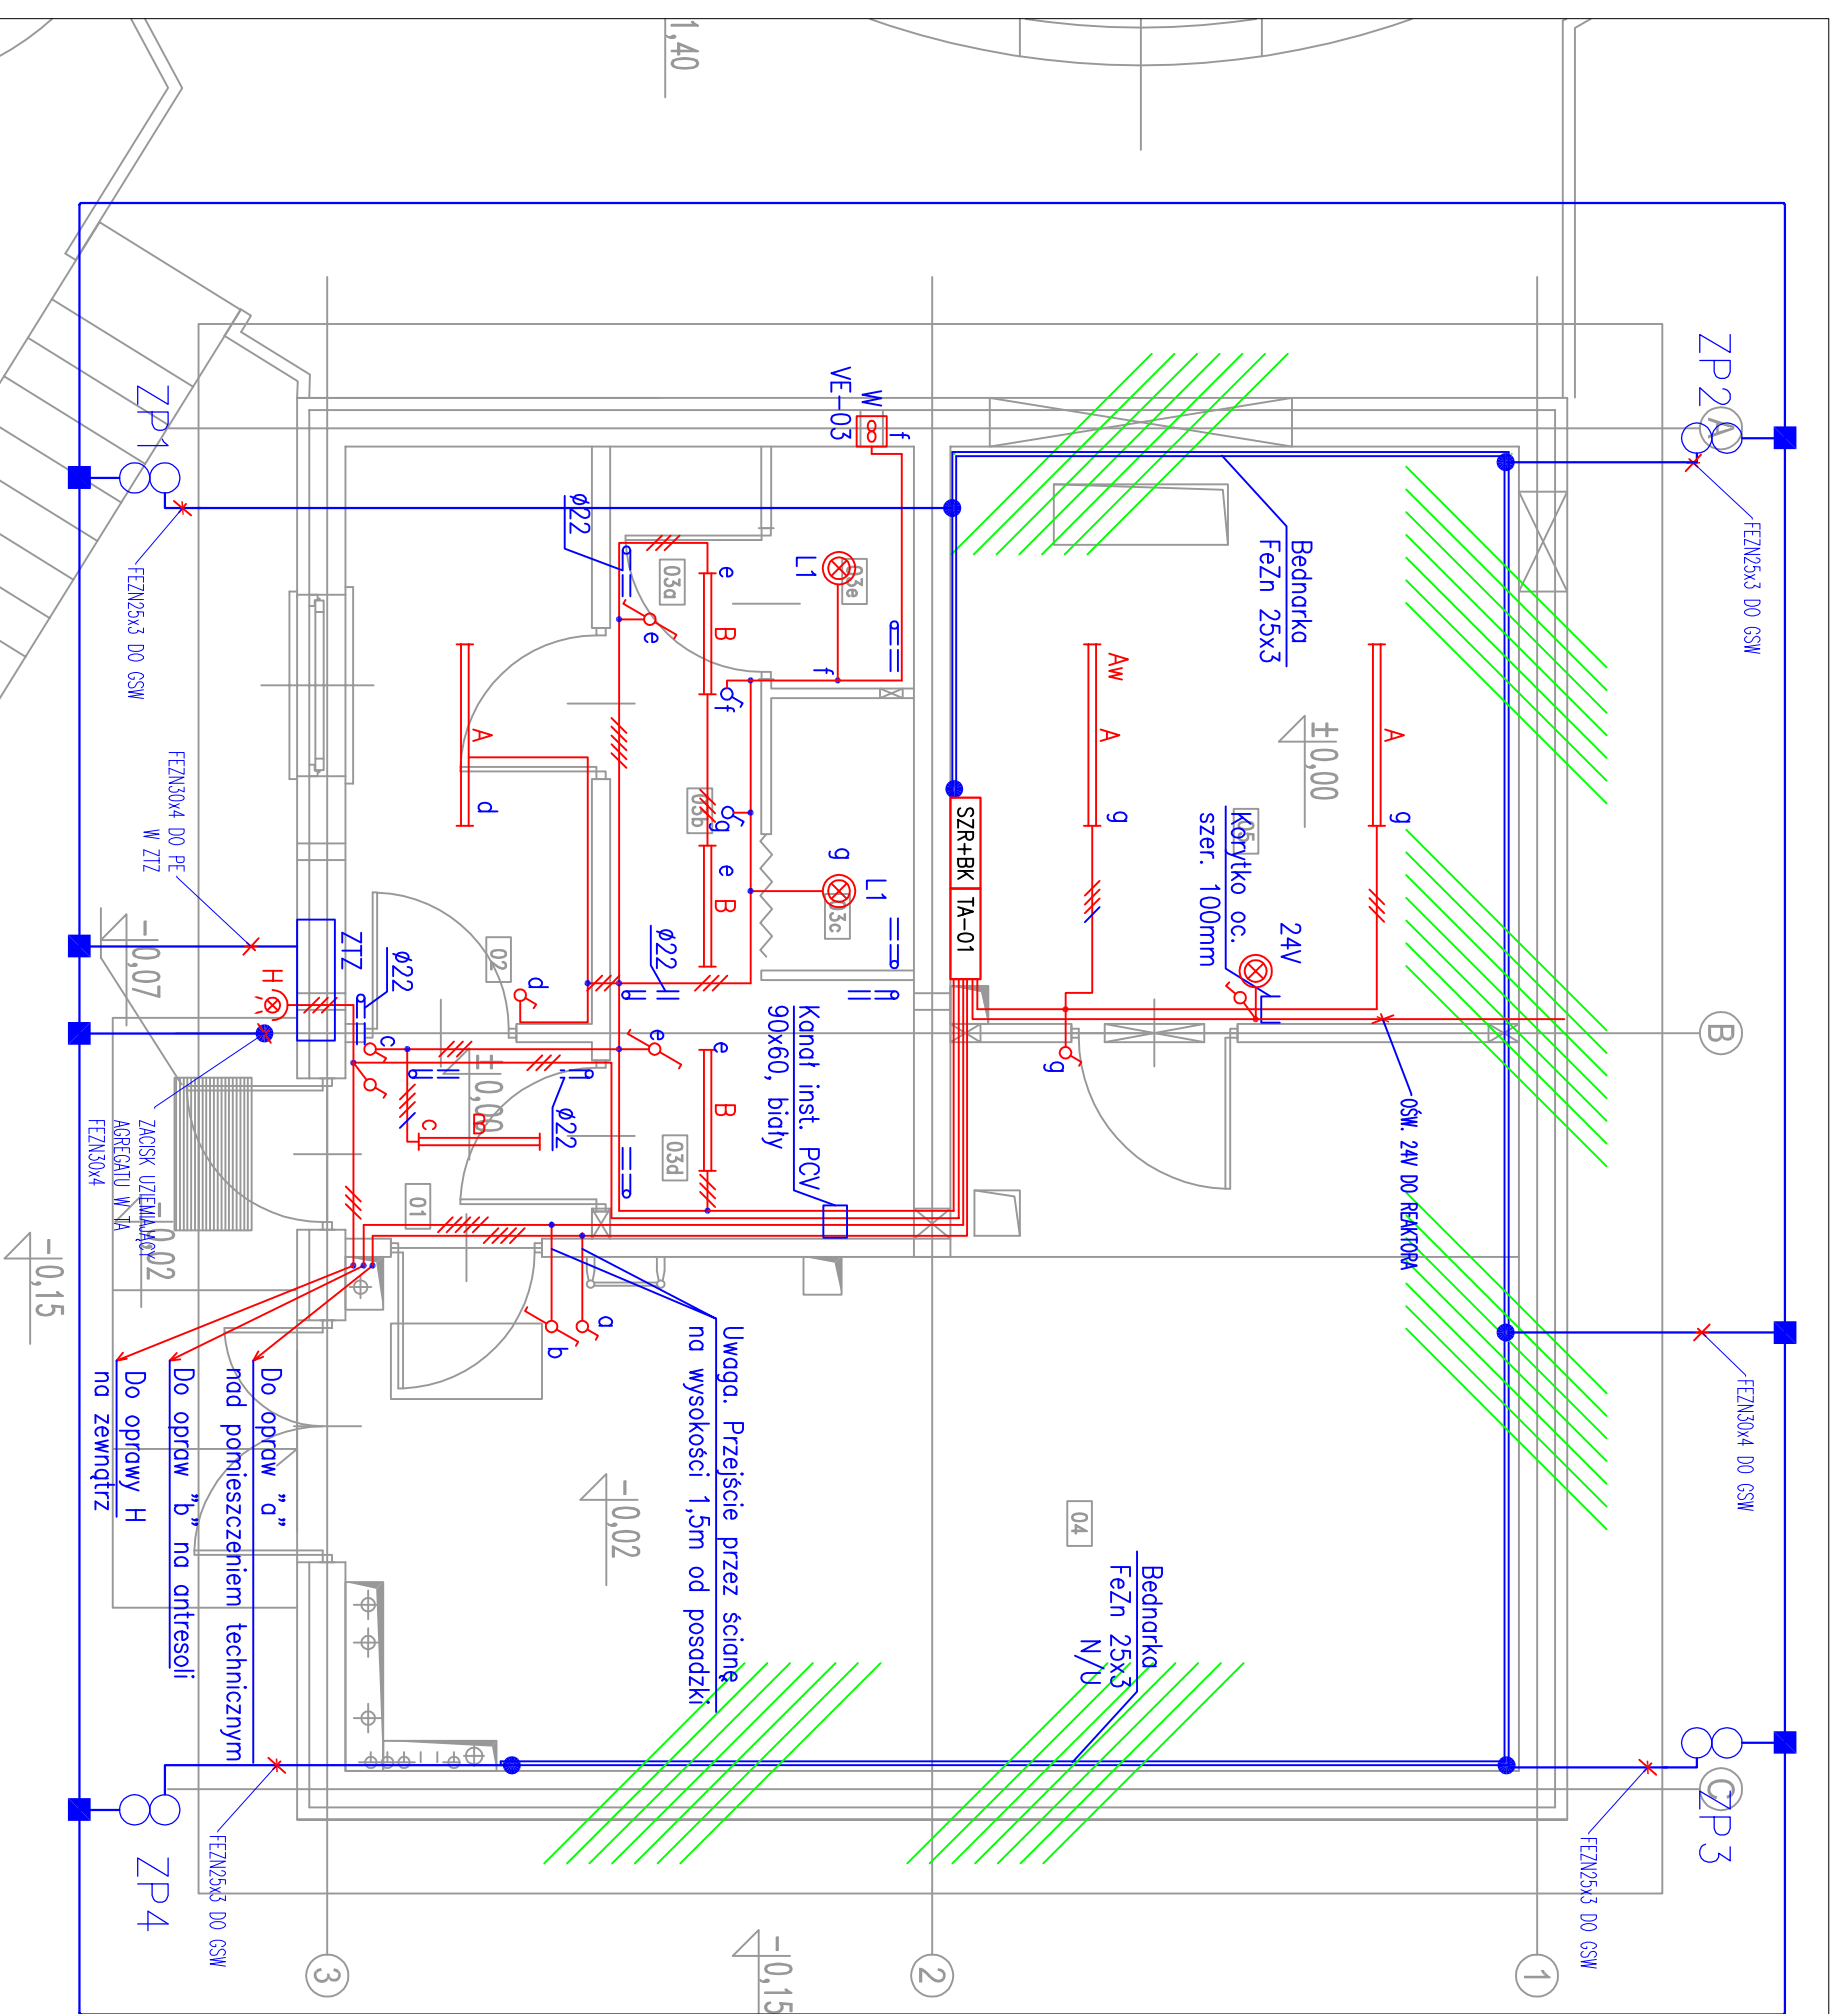 1,40
ZP2
A
FEZN25x3 DO GSW
ZP1
FEZN25x3 DO GSW
W
VE-03
f
ø22
L1
03e
03a
e
B
e
f
f
Bednarka
FeZn 25x3
Aw
A
g
A
g
±0,00
05
Korytko oc.
szer. 100mm
24V
A
d
03b
g
e
B
g
L1
03c
SZR+BK
TA-01
FEZN30x4 DO PE
W ZTZ
-0,07
ZTZ
ø22
H
02
d
ø22
c
e
e
B
Kanał inst. PCV
90x60, biały
g
B
OŚW. 24V DO REAKTORA
±0,00
ø22
c
B
03d
01
ZACISK UZIEMIAJĄCY
AGREGATU W TA
FEZN30x4
-0,02
-0,15
a
b
Uwaga. Przejście przez ścianę
na wysokości 1,5m od posadzki
Do opraw "a"
nad pomieszczeniem technicznym
Do opraw "b" na antresoli
Do oprawy H
na zewnątrz
-0,02
04
Bednarka
FeZn 25x3
N/U
FEZN30x4 DO GSW
ZP3
C
FEZN25x3 DO GSW
ZP4
FEZN25x3 DO GSW
-0,15
3
2
1